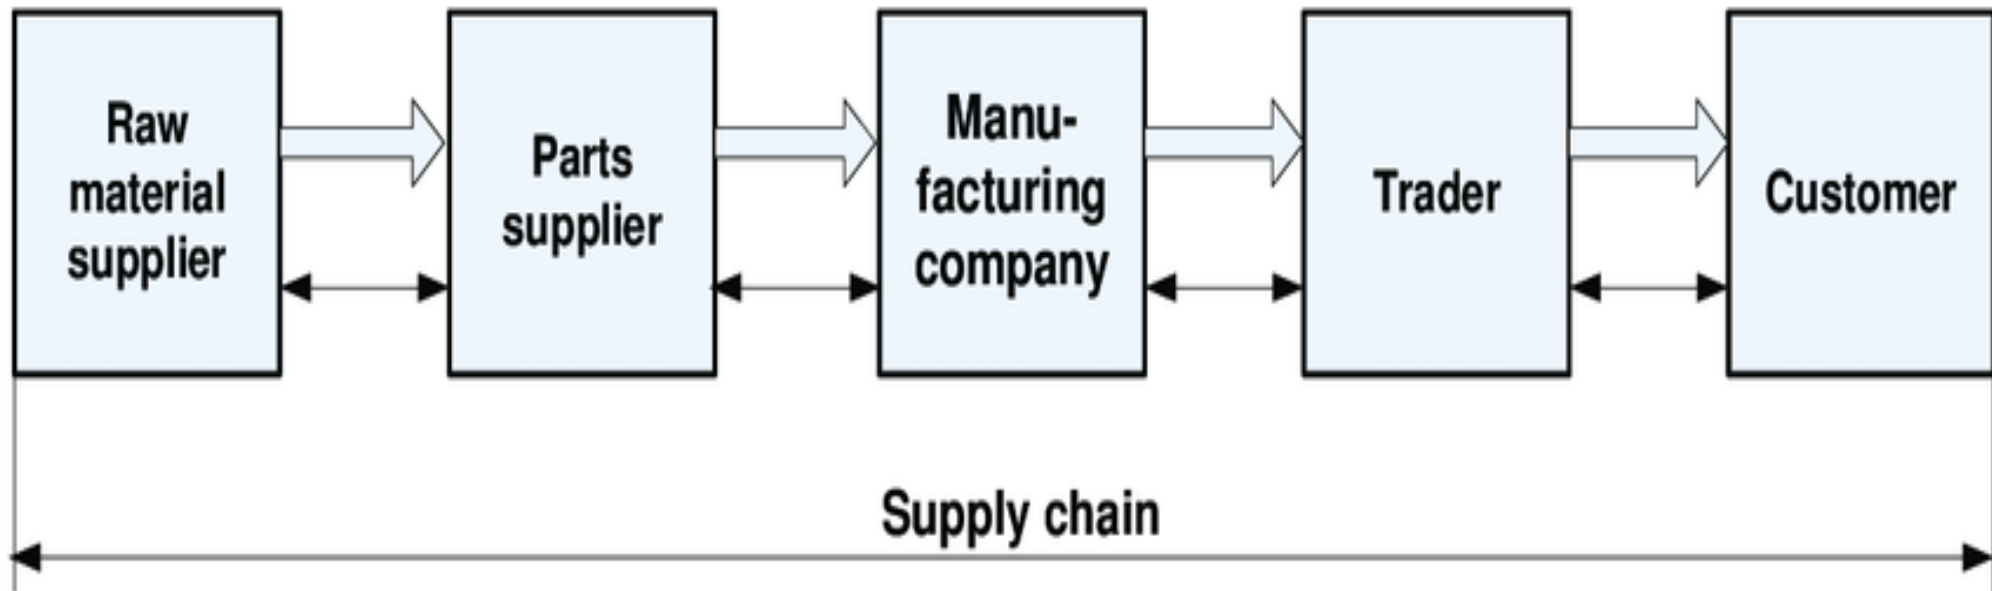 Raw
material
supplier
Parts
supplier
Manu-
facturing
company
Trader
Customer
Supply chain